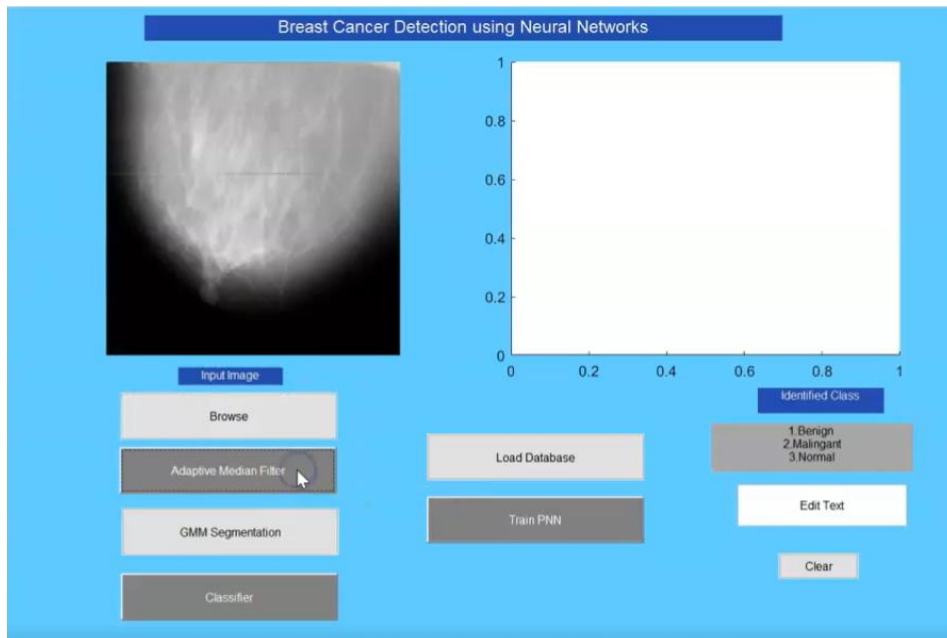 Breast Cancer Detection using Neural Networks
1
0.8
0.6
0.4
0.2
0
0 0.2 0.4 0.6 0.8 1
Input Image
Identified Class
Browse
1.Benign
2.Malingant
3.Normal
Adaptive Median Filter
Load Database
Edit Text
Train PNN
GMM Segmentation
Clear
Classifier